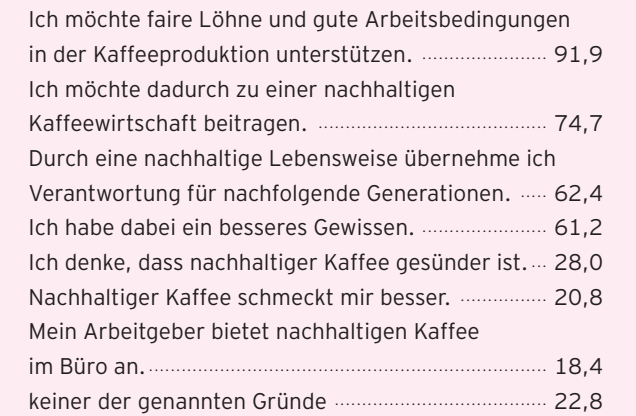 Ich möchte faire Löhne und gute Arbeitsbedingungen
in der Kaffeeproduktion unterstützen. 91,9
Ich möchte dadurch zu einer nachhaltigen
Kaffeewirtschaft beitragen. 74,7
Durch eine nachhaltige Lebensweise übernehme ich
Verantwortung für nachfolgende Generationen. 62,4
Ich habe dabei ein besseres Gewissen. 61,2
Ich denke, dass nachhaltiger Kaffee gesünder ist. 28,0
Nachhaltiger Kaffee schmeckt mir besser. 20,8
Mein Arbeitgeber bietet nachhaltigen Kaffee
im Büro an. 18,4
keiner der genannten Gründe 22,8